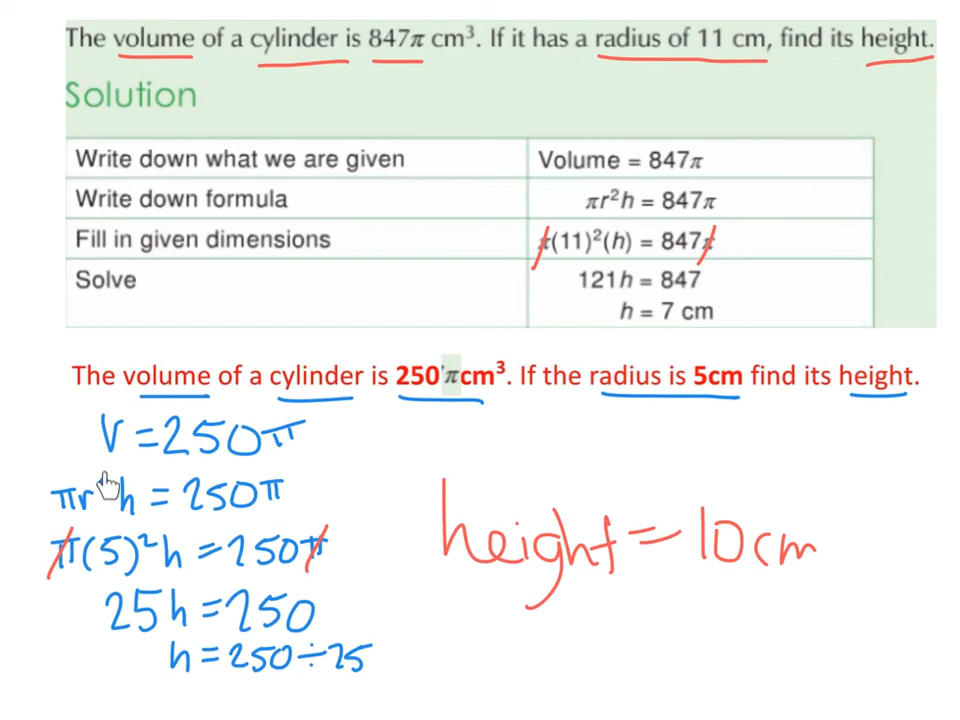 The volume of a cylinder is 847π cm³. If it has a radius of 11 cm, find its height.
Solution
Write down what we are given Volume = 847π
Write down formula πr²h = 847π
Fill in given dimensions π(11)²(h) = 847π
Solve 121h = 847
h = 7 cm
The volume of a cylinder is 250πcm³. If the radius is 5cm find its height.
V = 250π
πr h = 250π
π(5)²h = 250π
25h = 250
h = 250 ÷ 25
height = 10cm